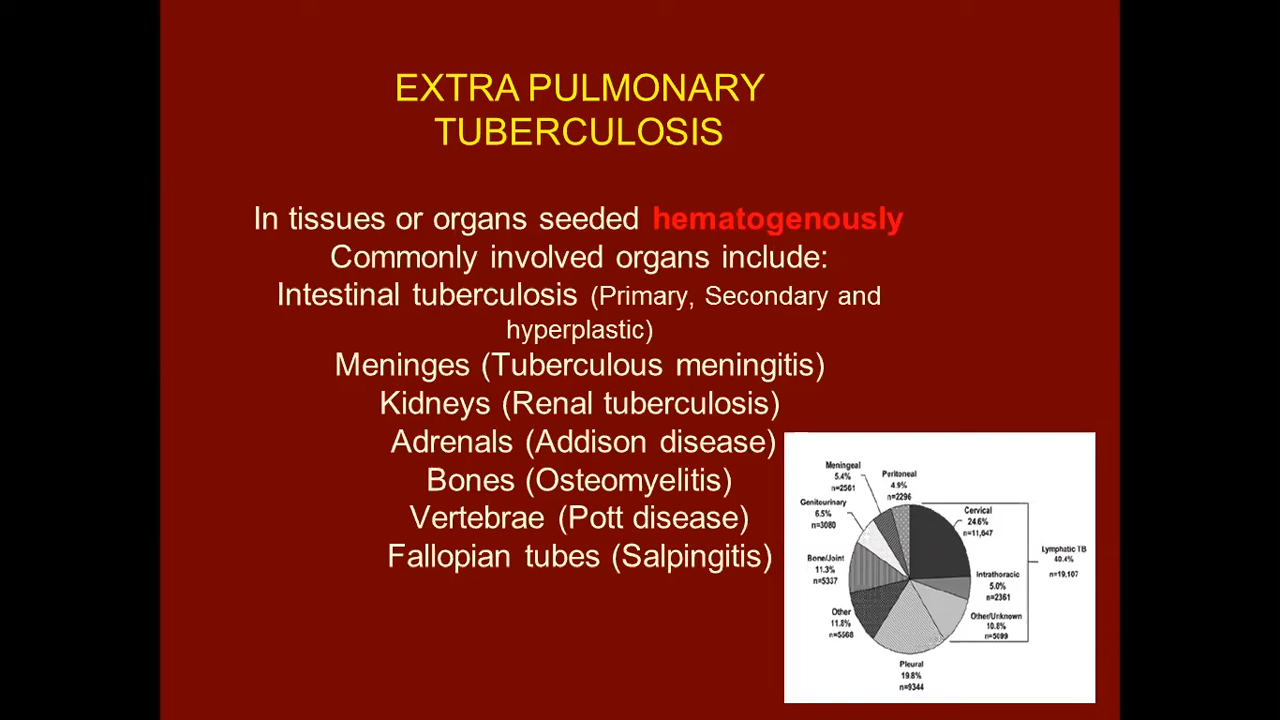 EXTRA PULMONARY
TUBERCULOSIS
In tissues or organs seeded hematogenously
Commonly involved organs include:
Intestinal tuberculosis (Primary, Secondary and
hyperplastic)
Meninges (Tuberculous meningitis)
Kidneys (Renal tuberculosis)
Adrenals (Addison disease)
Bones (Osteomyelitis)
Vertebrae (Pott disease)
Fallopian tubes (Salpingitis)
Meningeal
5.4%
n=2561
Peritoneal
4.9%
n=2296
Genitourinary
6.5%
n=3080
Cervical
24.6%
n=11,647
Lymphatic TB
40.4%
n=19,107
Bone/Joint
11.3%
n=5337
Intrathoracic
5.0%
n=2361
Other
11.8%
n=5568
Other/Unknown
10.8%
n=5099
Pleural
19.8%
n=9344